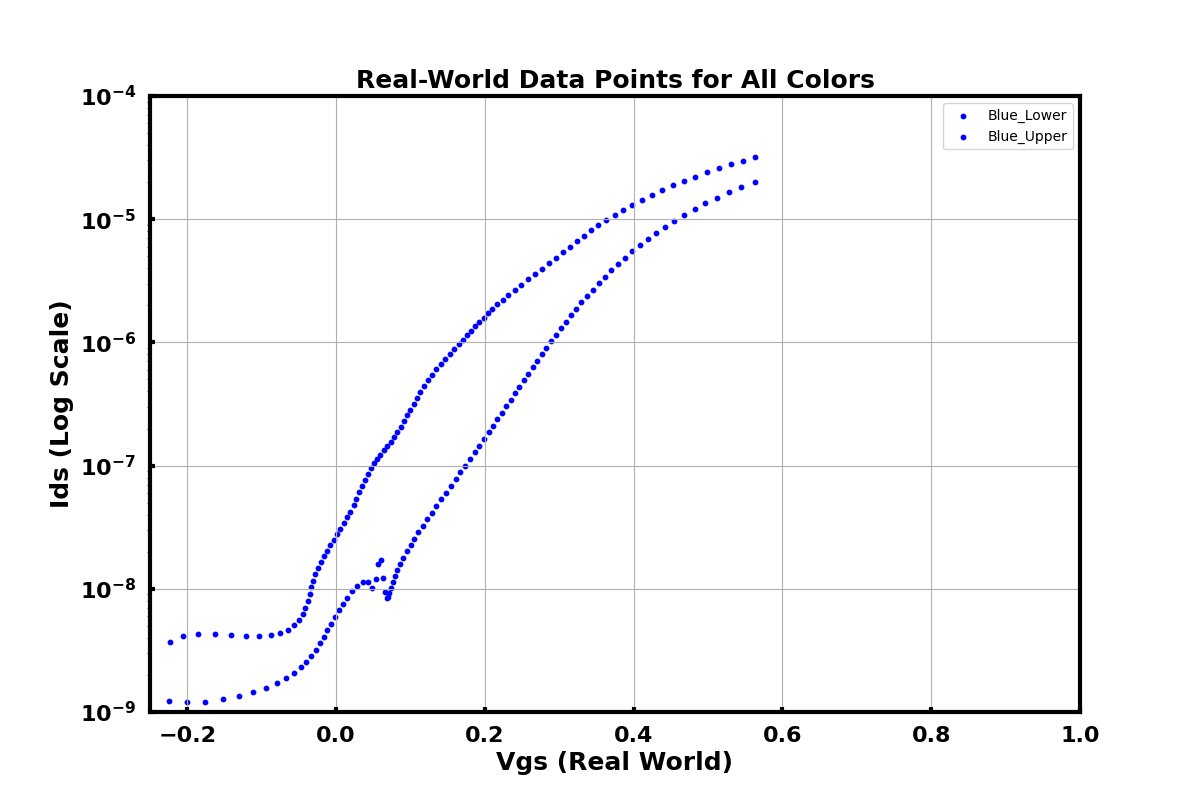 Real-World Data Points for All Colors
Blue_Lower
Blue_Upper
Ids (Log Scale)
10⁻⁴
10⁻⁵
10⁻⁶
10⁻⁷
10⁻⁸
10⁻⁹
−0.2 0.0 0.2 0.4 0.6 0.8 1.0
Vgs (Real World)